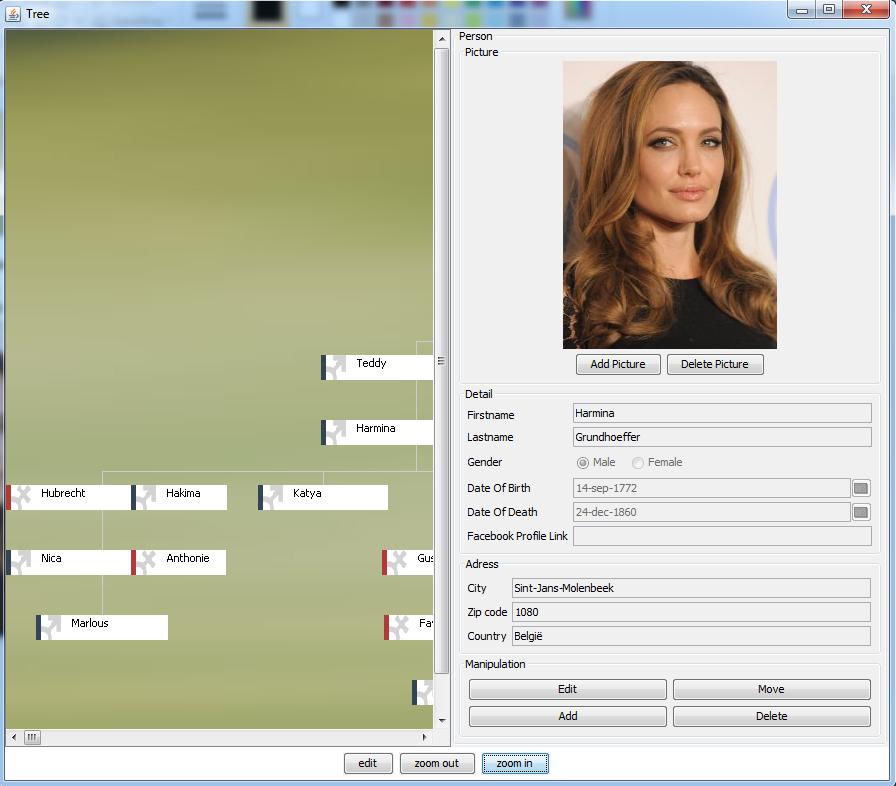 Tree
Person
Picture
Add Picture Delete Picture
Teddy
Harmina
Hubrecht Hakima Katya
Nica Anthonie Gus
Marlous Fav
Detail
Firstname Harmina
Lastname Grundhoeffer
Gender Male Female
Date Of Birth 14-sep-1772
Date Of Death 24-dec-1860
Facebook Profile Link
Adress
City Sint-Jans-Molenbeek
Zip code 1080
Country België
Manipulation
Edit Move
Add Delete
edit zoom out zoom in